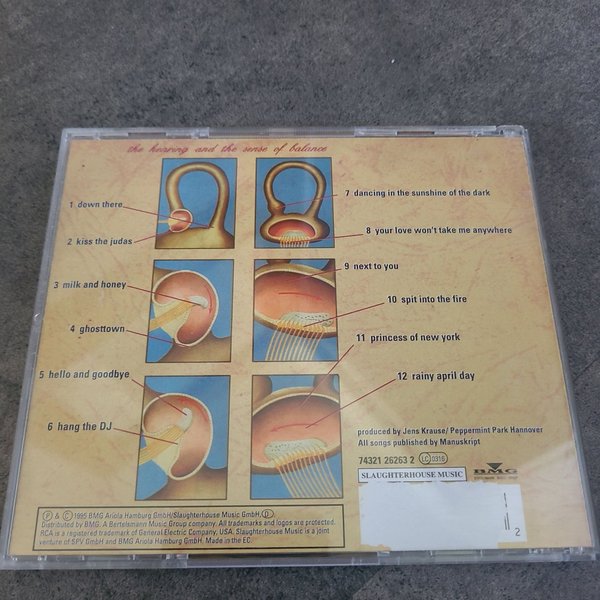 the hearing and the sense of balance
1 down there
2 kiss the judas
3 milk and honey
4 ghosttown
5 hello and goodbye
6 hang the DJ
7 dancing in the sunshine of the dark
8 your love won't take me anywhere
9 next to you
10 spit into the fire
11 princess of new york
12 rainy april day
produced by Jens Krause/ Peppermint Park Hannover
All songs published by Manuskript
74321 26263 2 LC 0316
SLAUGHTERHOUSE MUSIC
BMG
P & C 1995 BMG Ariola Hamburg GmbH/Slaughterhouse Music GmbH, D.
Distributed by BMG. A Bertelsmann Music Group company. All trademarks and logos are protected.
RCA is a registered trademark of General Electric Company, USA. Slaughterhouse Music is a joint
venture of SPV GmbH and BMG Ariola Hamburg GmbH. Made in the EC.
2